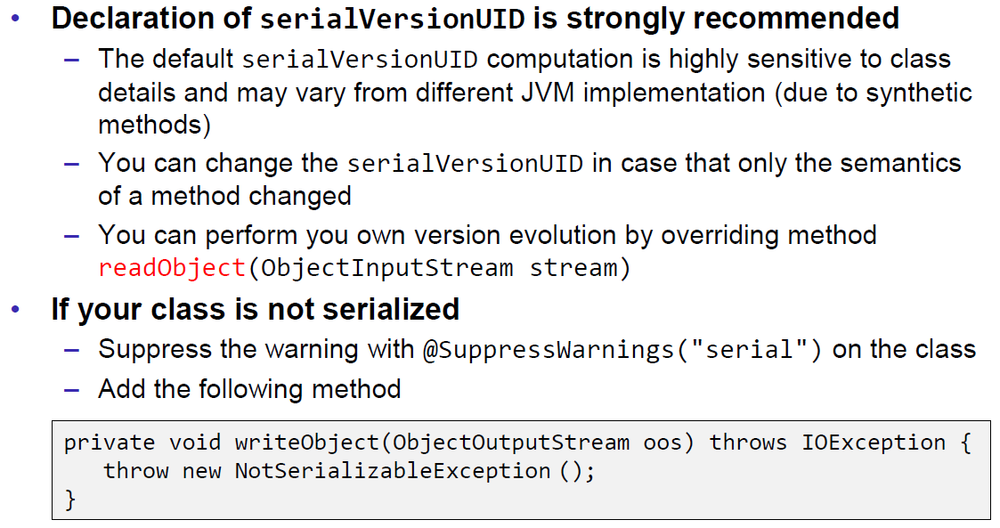 • Declaration of serialVersionUID is strongly recommended
– The default serialVersionUID computation is highly sensitive to class
details and may vary from different JVM implementation (due to synthetic
methods)
– You can change the serialVersionUID in case that only the semantics
of a method changed
– You can perform you own version evolution by overriding method
readObject(ObjectInputStream stream)
• If your class is not serialized
– Suppress the warning with @SuppressWarnings("serial") on the class
– Add the following method
private void writeObject(ObjectOutputStream oos) throws IOException {
throw new NotSerializableException ();
}